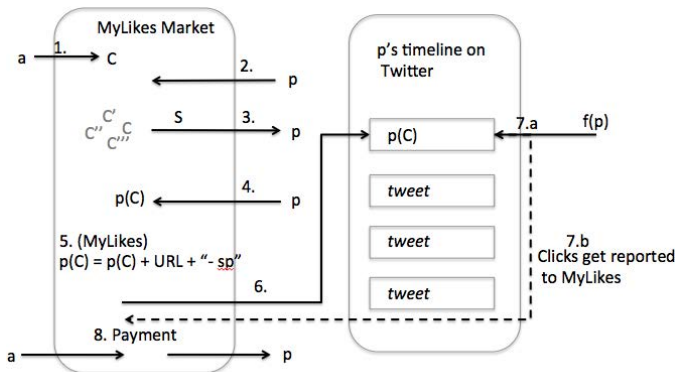 MyLikes Market
a
1.
C
2.
p
C'
C''
C
C'''
S
3.
p
p(C)
4.
p
5. (MyLikes)
p(C) = p(C) + URL + “- sp”
6.
8. Payment
a
p
p's timeline on
Twitter
p(C)
7.a
f(p)
tweet
tweet
tweet
7.b
Clicks get reported
to MyLikes